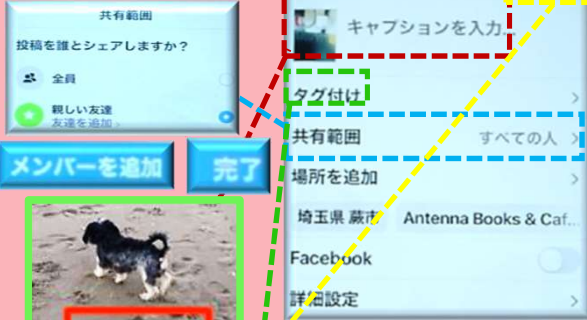 共有範囲
投稿を誰とシェアしますか？
全員
親しい友達
友達を追加 ›
メンバーを追加
完了
キャプションを入力...
タグ付け
共有範囲 すべての人
場所を追加
埼玉県 蕨市 Antenna Books & Caf...
Facebook
詳細設定